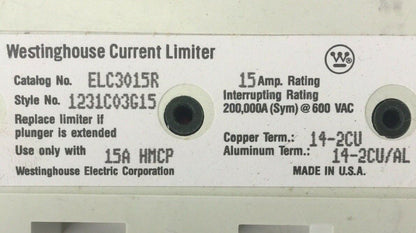 Westinghouse Current Limiter
Catalog No. ELC3015R
Style No. 1231C03G15
Replace limiter if
plunger is extended
Use only with 15A HMCP
Westinghouse Electric Corporation
W
15 Amp. Rating
Interrupting Rating
200,000A (Sym) @ 600 VAC
Copper Term.: 14-2CU
Aluminum Term.: 14-2CU/AL
MADE IN U.S.A.